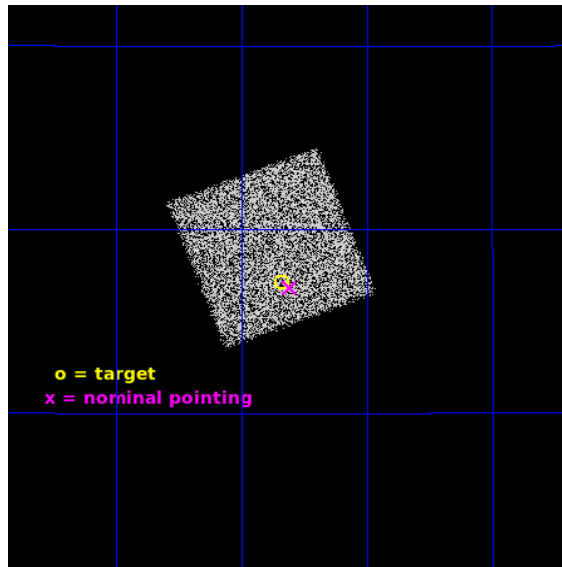 o = target
x = nominal pointing